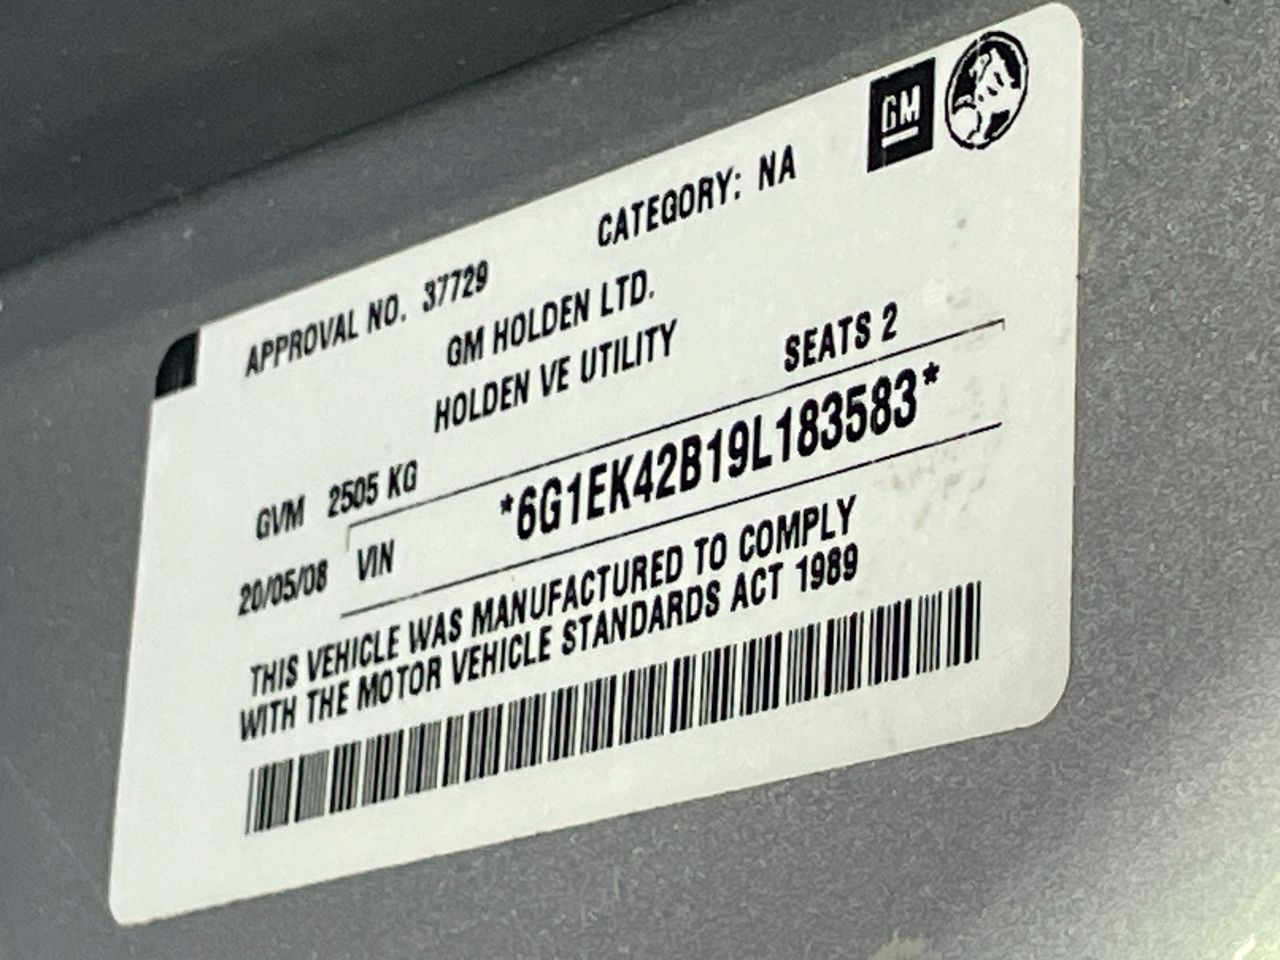 GM
CATEGORY: NA
APPROVAL NO. 37729
GM HOLDEN LTD.
HOLDEN VE UTILITY
SEATS 2
GVM 2505 KG
20/05/08 VIN *6G1EK42B19L183583*
THIS VEHICLE WAS MANUFACTURED TO COMPLY
WITH THE MOTOR VEHICLE STANDARDS ACT 1989